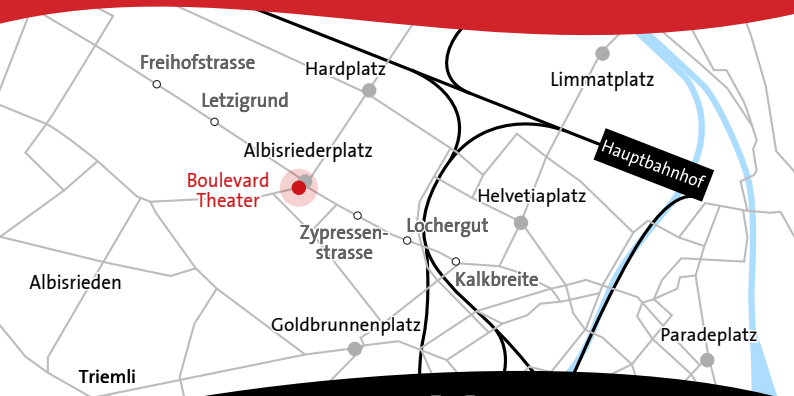 Freihofstrasse
Hardplatz
Limmatplatz
Letzigrund
Albisriederplatz
Hauptbahnhof
Boulevard
Theater
Helvetiaplatz
Zypressen-
strasse
Lochergut
Albisrieden
Kalkbreite
Goldbrunnenplatz
Paradeplatz
Triemli